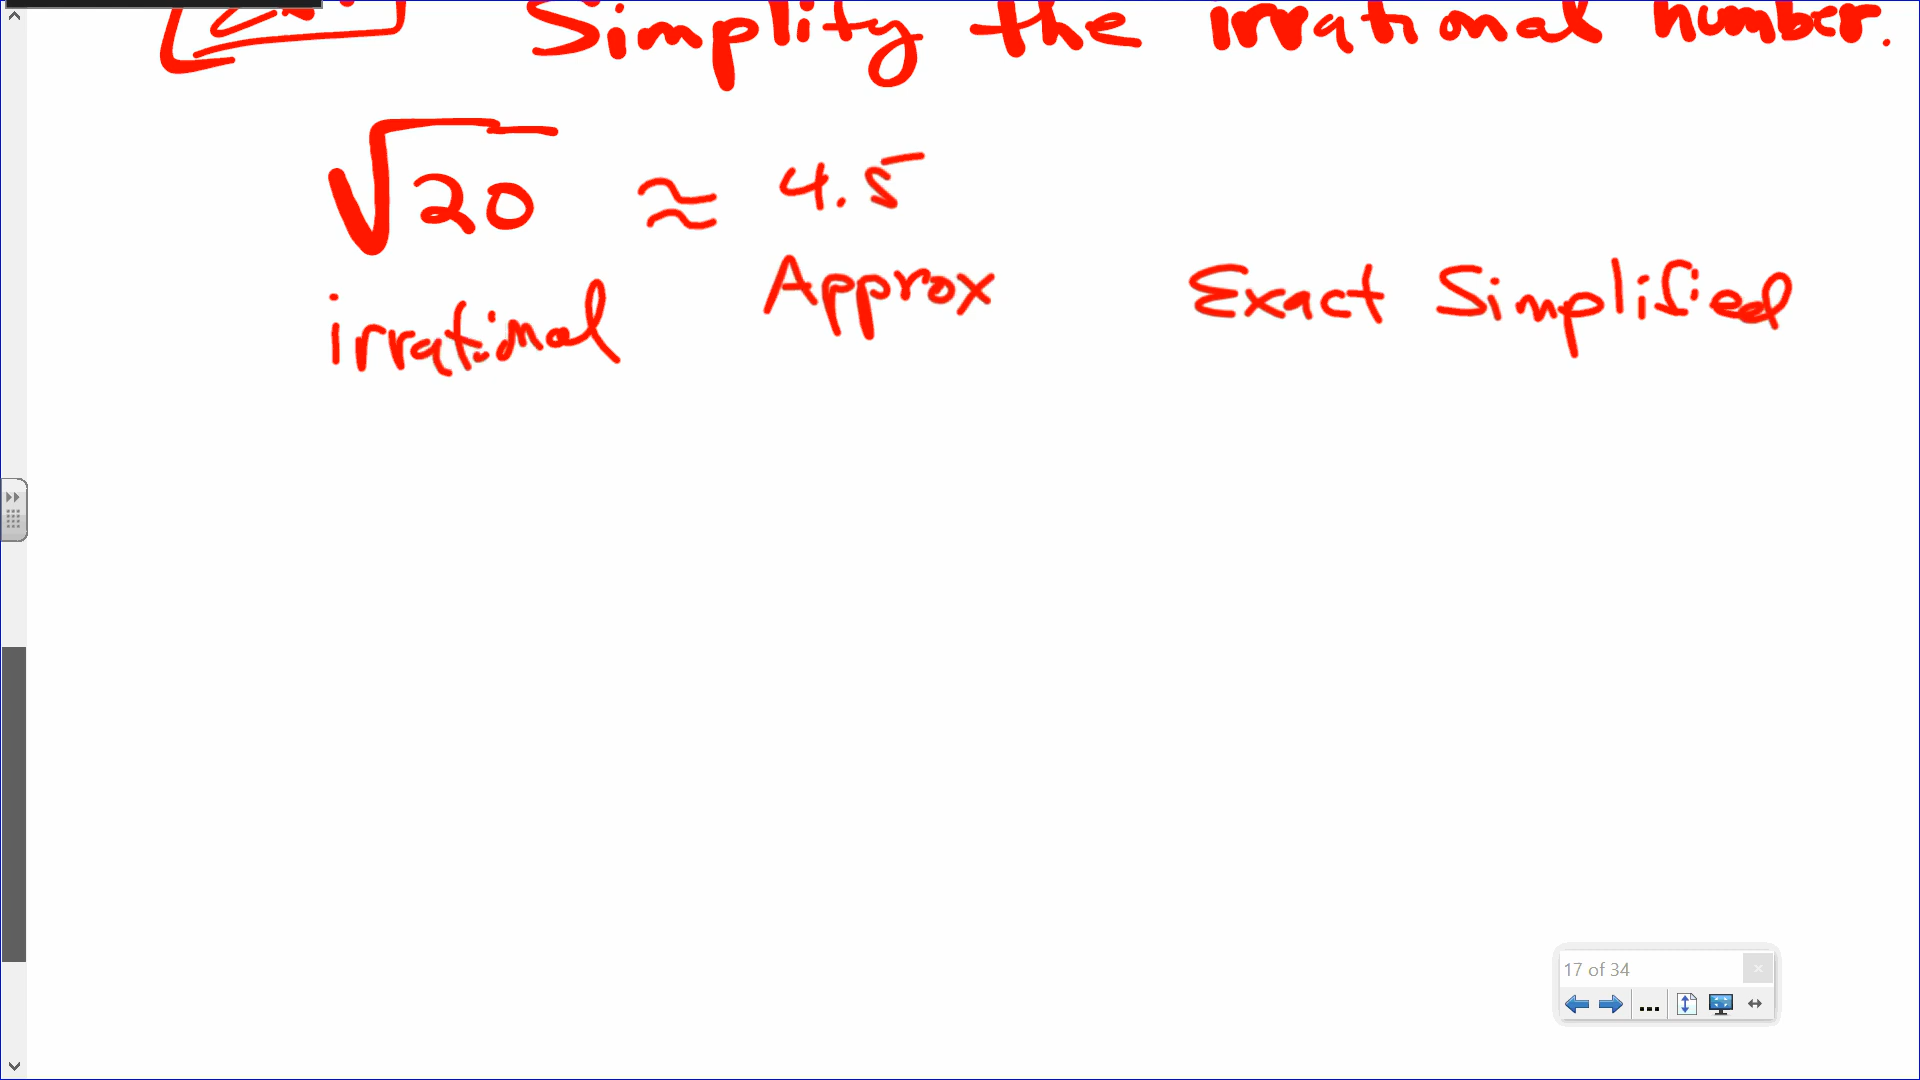 Simplify the irrational number.
√20 ≈ 4.5
irrational Approx Exact Simplified
17 of 34